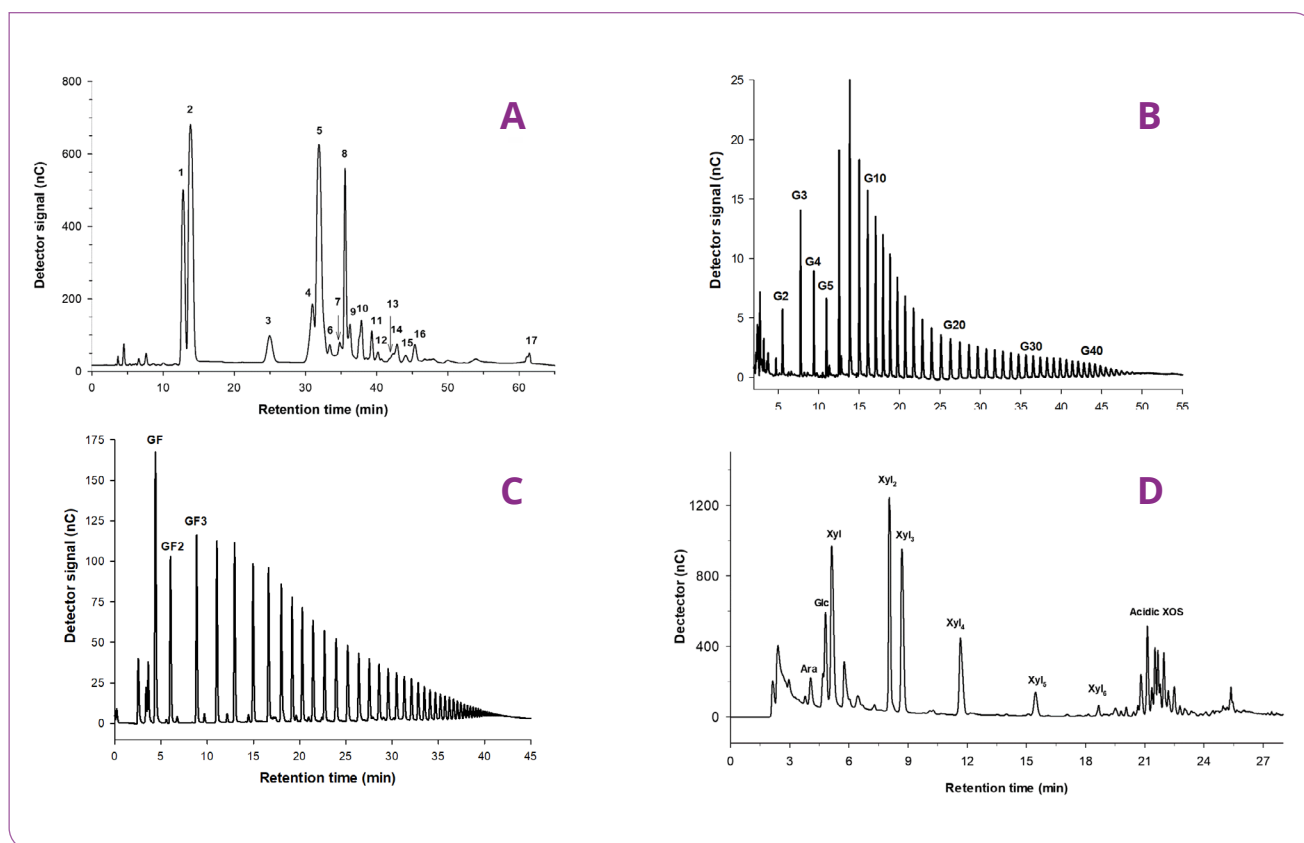 A
800
600
400
200
0
Detector signal (nC)
1
2
3
4
5
6
7
8
9
10
11
12
13
14
15
16
17
0 10 20 30 40 50 60
Retention time (min)
B
25
20
15
10
5
0
Detector signal (nC)
G2
G3
G4
G5
G10
G20
G30
G40
5 10 15 20 25 30 35 40 45 50 55
C
175
150
125
100
75
50
25
0
Detector signal (nC)
GF
GF2
GF3
0 5 10 15 20 25 30 35 40 45
Retention time (min)
D
1200
800
400
0
Dectector (nC)
Ara
Glc
Xyl
Xyl₂
Xyl₃
Xyl₄
Xyl₅
Xyl₆
Acidic XOS
0 3 6 9 12 15 18 21 24 27
Retention time (min)